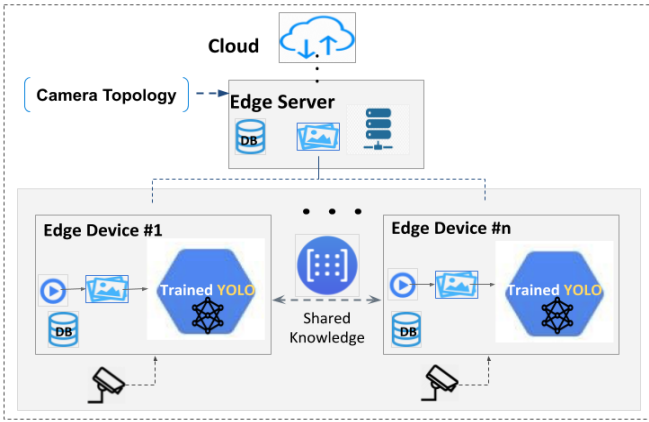 Cloud
Camera Topology
Edge Server
DB
Edge Device #1
Trained YOLO
DB
Shared
Knowledge
Edge Device #n
Trained YOLO
DB